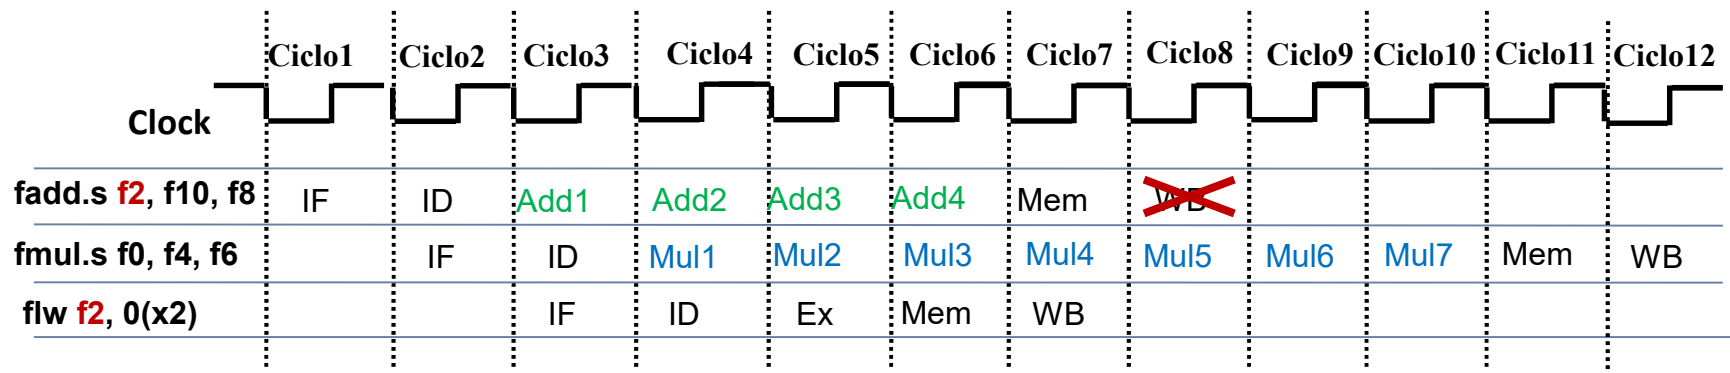 Ciclo1 Ciclo2 Ciclo3 Ciclo4 Ciclo5 Ciclo6 Ciclo7 Ciclo8 Ciclo9 Ciclo10 Ciclo11 Ciclo12
Clock
fadd.s f2, f10, f8 IF ID Add1 Add2 Add3 Add4 Mem WB
fmul.s f0, f4, f6 IF ID Mul1 Mul2 Mul3 Mul4 Mul5 Mul6 Mul7 Mem WB
flw f2, 0(x2) IF ID Ex Mem WB